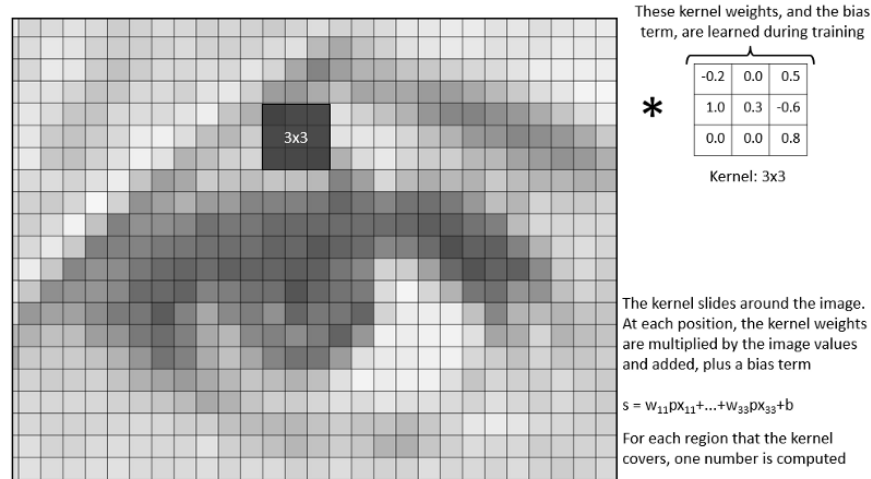 These kernel weights, and the bias
term, are learned during training
-0.2 0.0 0.5
1.0 0.3 -0.6
0.0 0.0 0.8
*
3x3
Kernel: 3x3
The kernel slides around the image.
At each position, the kernel weights
are multiplied by the image values
and added, plus a bias term
s = w₁₁px₁₁+...+w₃₃px₃₃+b
For each region that the kernel
covers, one number is computed